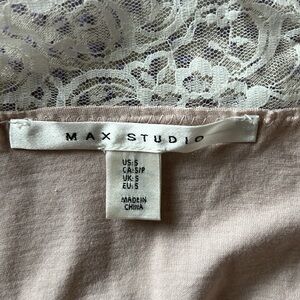 MAX STUDIO
US:S
CA:S/P
UK:S
EU:S
MADE IN
CHINA